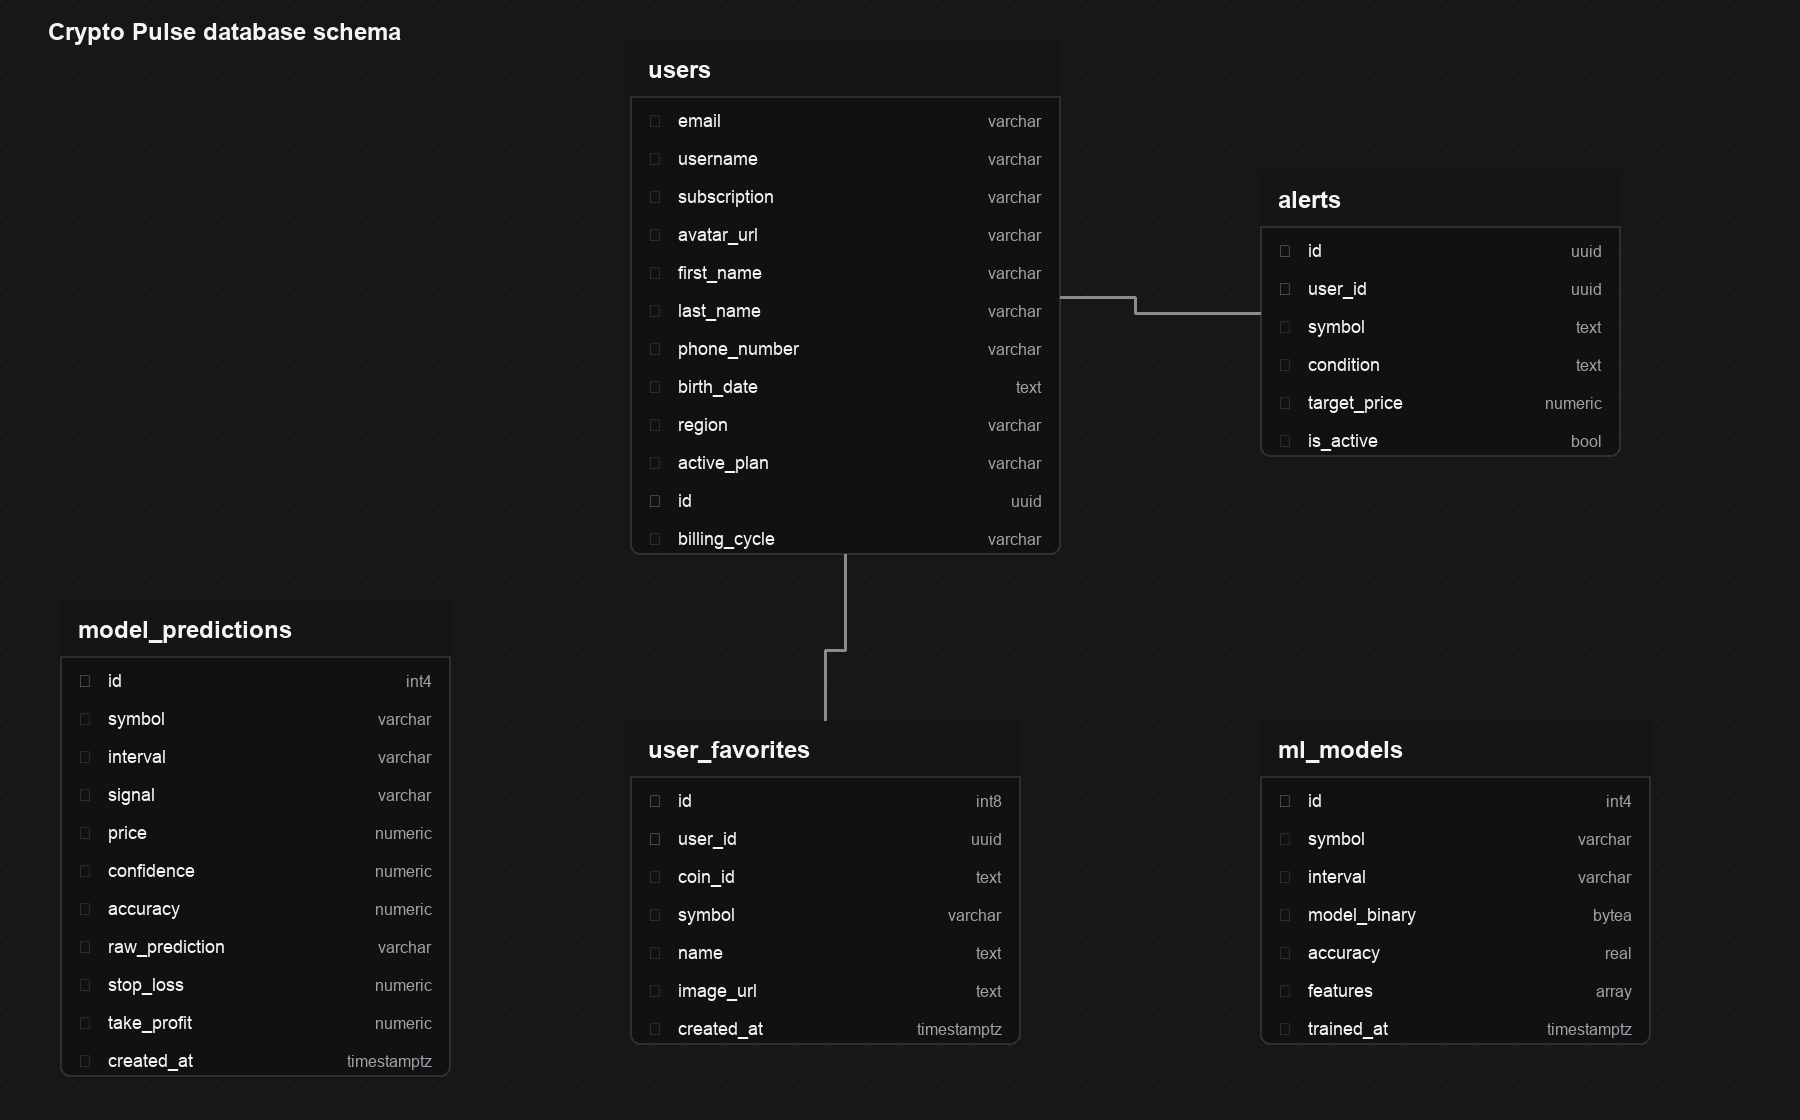 Crypto Pulse database schema
users
email varchar
username varchar
subscription varchar
avatar_url varchar
first_name varchar
last_name varchar
phone_number varchar
birth_date text
region varchar
active_plan varchar
id uuid
billing_cycle varchar
alerts
id uuid
user_id uuid
symbol text
condition text
target_price numeric
is_active bool
model_predictions
id int4
symbol varchar
interval varchar
signal varchar
price numeric
confidence numeric
accuracy numeric
raw_prediction varchar
stop_loss numeric
take_profit numeric
created_at timestamptz
user_favorites
id int8
user_id uuid
coin_id text
symbol varchar
name text
image_url text
created_at timestamptz
ml_models
id int4
symbol varchar
interval varchar
model_binary bytea
accuracy real
features array
trained_at timestamptz